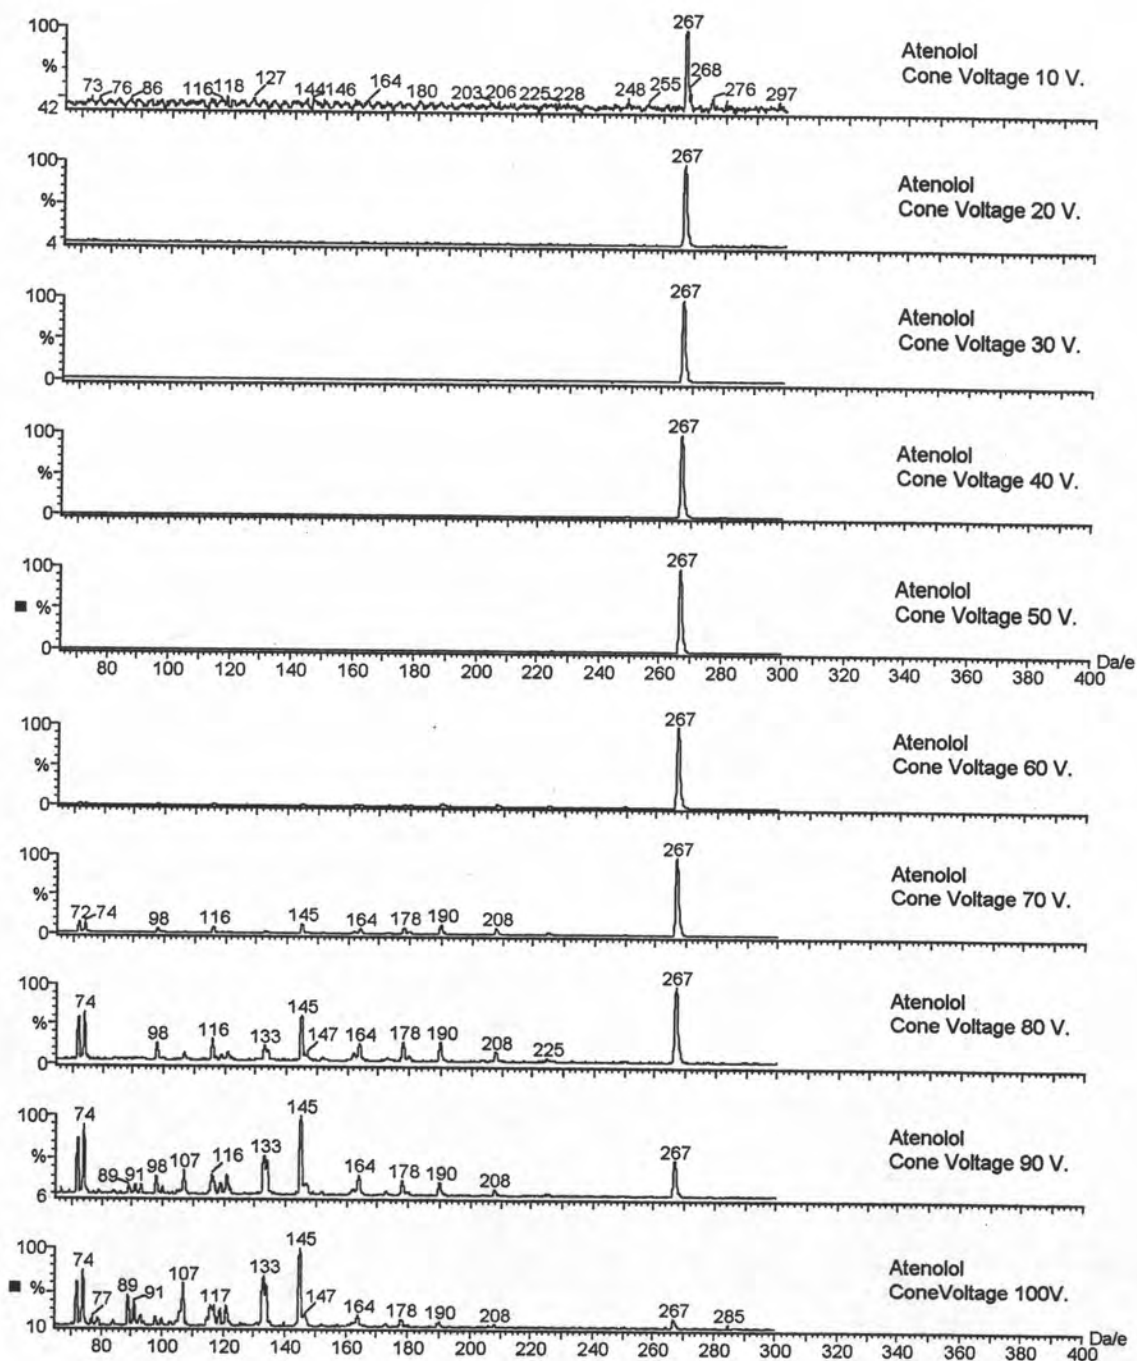 100
%
42
73 76 86 116 118 127 144 146 164 180 203 206 225 228 248 255 267 268 276 297
Atenolol
Cone Voltage 10 V.
100
%
4
267
Atenolol
Cone Voltage 20 V.
100
%
0
267
Atenolol
Cone Voltage 30 V.
100
%
0
267
Atenolol
Cone Voltage 40 V.
100
%
0
267
Atenolol
Cone Voltage 50 V.
80 100 120 140 160 180 200 220 240 260 280 300 320 340 360 380 400 Da/e
100
%
0
267
Atenolol
Cone Voltage 60 V.
100
%
0
72 74 98 116 145 164 178 190 208 267
Atenolol
Cone Voltage 70 V.
100
%
0
74 98 116 133 145 147 164 178 190 208 225 267
Atenolol
Cone Voltage 80 V.
100
%
6
74 89 91 98 107 116 133 145 164 178 190 208 267
Atenolol
Cone Voltage 90 V.
100
%
10
74 77 89 91 107 117 133 145 147 164 178 190 208 267 285
Atenolol
ConeVoltage 100V.
80 100 120 140 160 180 200 220 240 260 280 300 320 340 360 380 400 Da/e